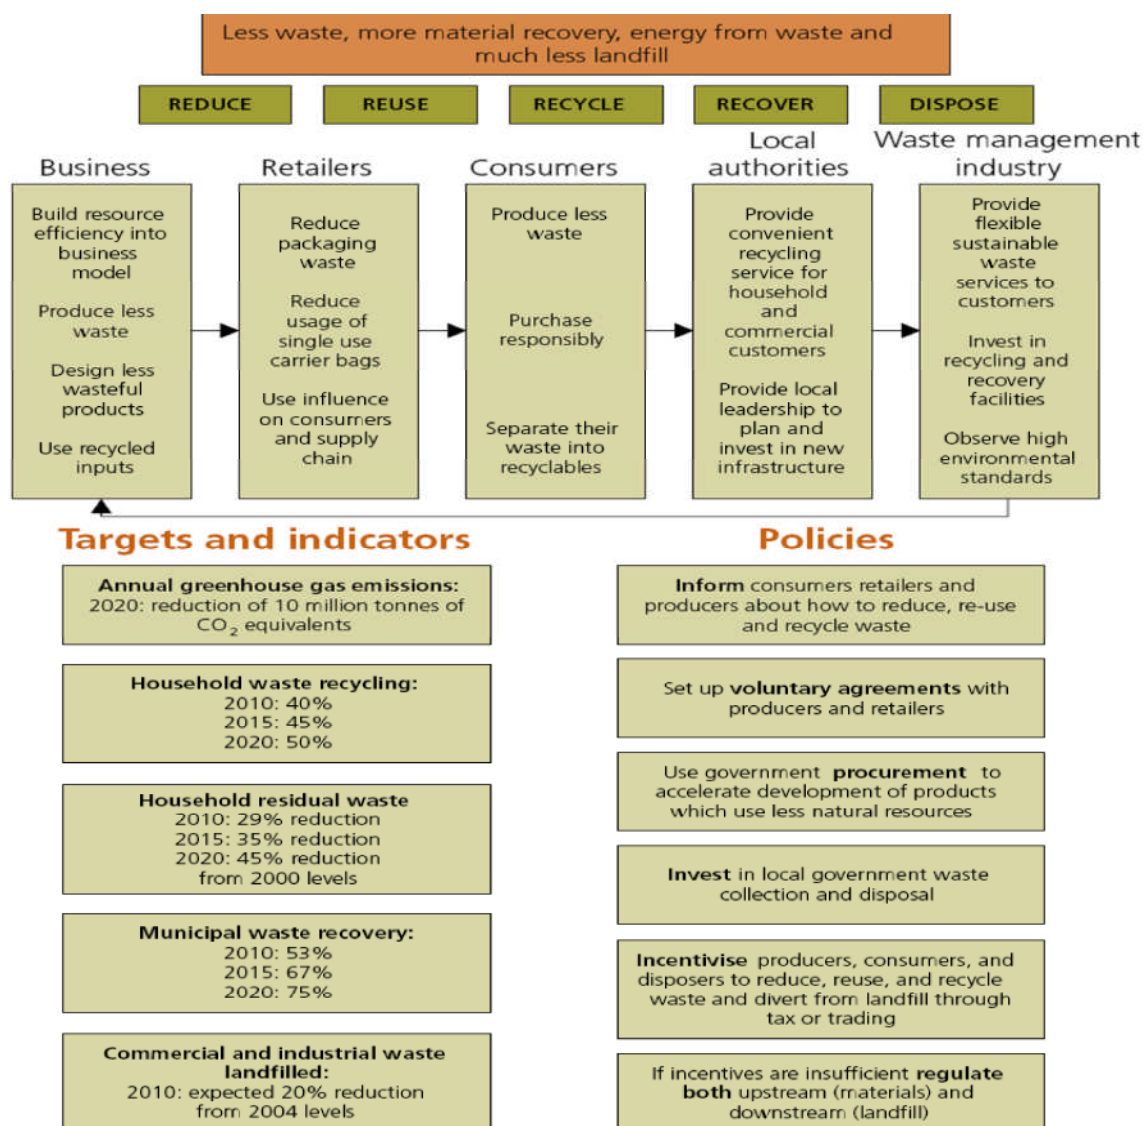 Less waste, more material recovery, energy from waste and
much less landfill
REDUCE
REUSE
RECYCLE
RECOVER
DISPOSE
Business
Build resource
efficiency into
business
model
Produce less
waste
Design less
wasteful
products
Use recycled
inputs
Retailers
Reduce
packaging
waste
Reduce
usage of
single use
carrier bags
Use influence
on consumers
and supply
chain
Consumers
Produce less
waste
Purchase
responsibly
Separate their
waste into
recyclables
Local
authorities
Provide
convenient
recycling
service for
household
and
commercial
customers
Provide local
leadership to
plan and
invest in new
infrastructure
Waste management
industry
Provide
flexible
sustainable
waste
services to
customers
Invest in
recycling and
recovery
facilities
Observe high
environmental
standards
Targets and indicators
Annual greenhouse gas emissions:
2020: reduction of 10 million tonnes of
CO₂ equivalents
Household waste recycling:
2010: 40%
2015: 45%
2020: 50%
Household residual waste
2010: 29% reduction
2015: 35% reduction
2020: 45% reduction
from 2000 levels
Municipal waste recovery:
2010: 53%
2015: 67%
2020: 75%
Commercial and industrial waste
landfilled:
2010: expected 20% reduction
from 2004 levels
Policies
Inform consumers retailers and
producers about how to reduce, re-use
and recycle waste
Set up voluntary agreements with
producers and retailers
Use government procurement to
accelerate development of products
which use less natural resources
Invest in local government waste
collection and disposal
Incentivise producers, consumers, and
disposers to reduce, reuse, and recycle
waste and divert from landfill through
tax or trading
If incentives are insufficient regulate
both upstream (materials) and
downstream (landfill)